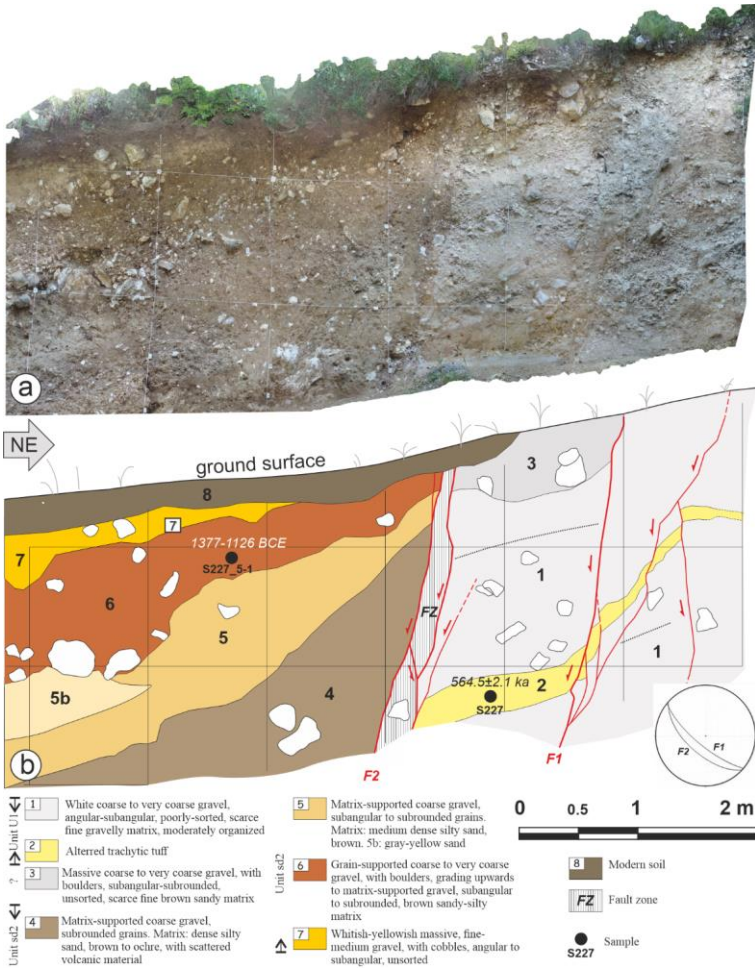 a
NE
ground surface
8
3
7
7
1377-1126 BCE
S227_5-1
1
6
FZ
5
1
4
564.5±2.1 ka
2
S227
5b
b
F2
F1
F2
F1
Unit U1
1
White coarse to very coarse gravel,
angular-subangular, poorly-sorted, scarce
fine gravelly matrix, moderately organized
2
Alterred trachytic tuff
?
3
Massive coarse to very coarse gravel, with
boulders, subangular-subrounded,
unsorted, scarce fine brown sandy matrix
Unit sd2
4
Matrix-supported coarse gravel,
subrounded grains. Matrix: dense silty
sand, brown to ochre, with scattered
volcanic material
Unit sd2
5
Matrix-supported coarse gravel,
subangular to subrounded grains.
Matrix: medium dense silty sand,
brown. 5b: gray-yellow sand
6
Grain-supported coarse to very coarse
gravel, with boulders, grading upwards
to matrix-supported gravel, subangular
to subrounded, brown sandy-silty
matrix
7
Whitish-yellowish massive, fine-
medium gravel, with cobbles, angular to
subangular, unsorted
0 0.5 1 2 m
8
Modern soil
FZ
Fault zone
S227
Sample